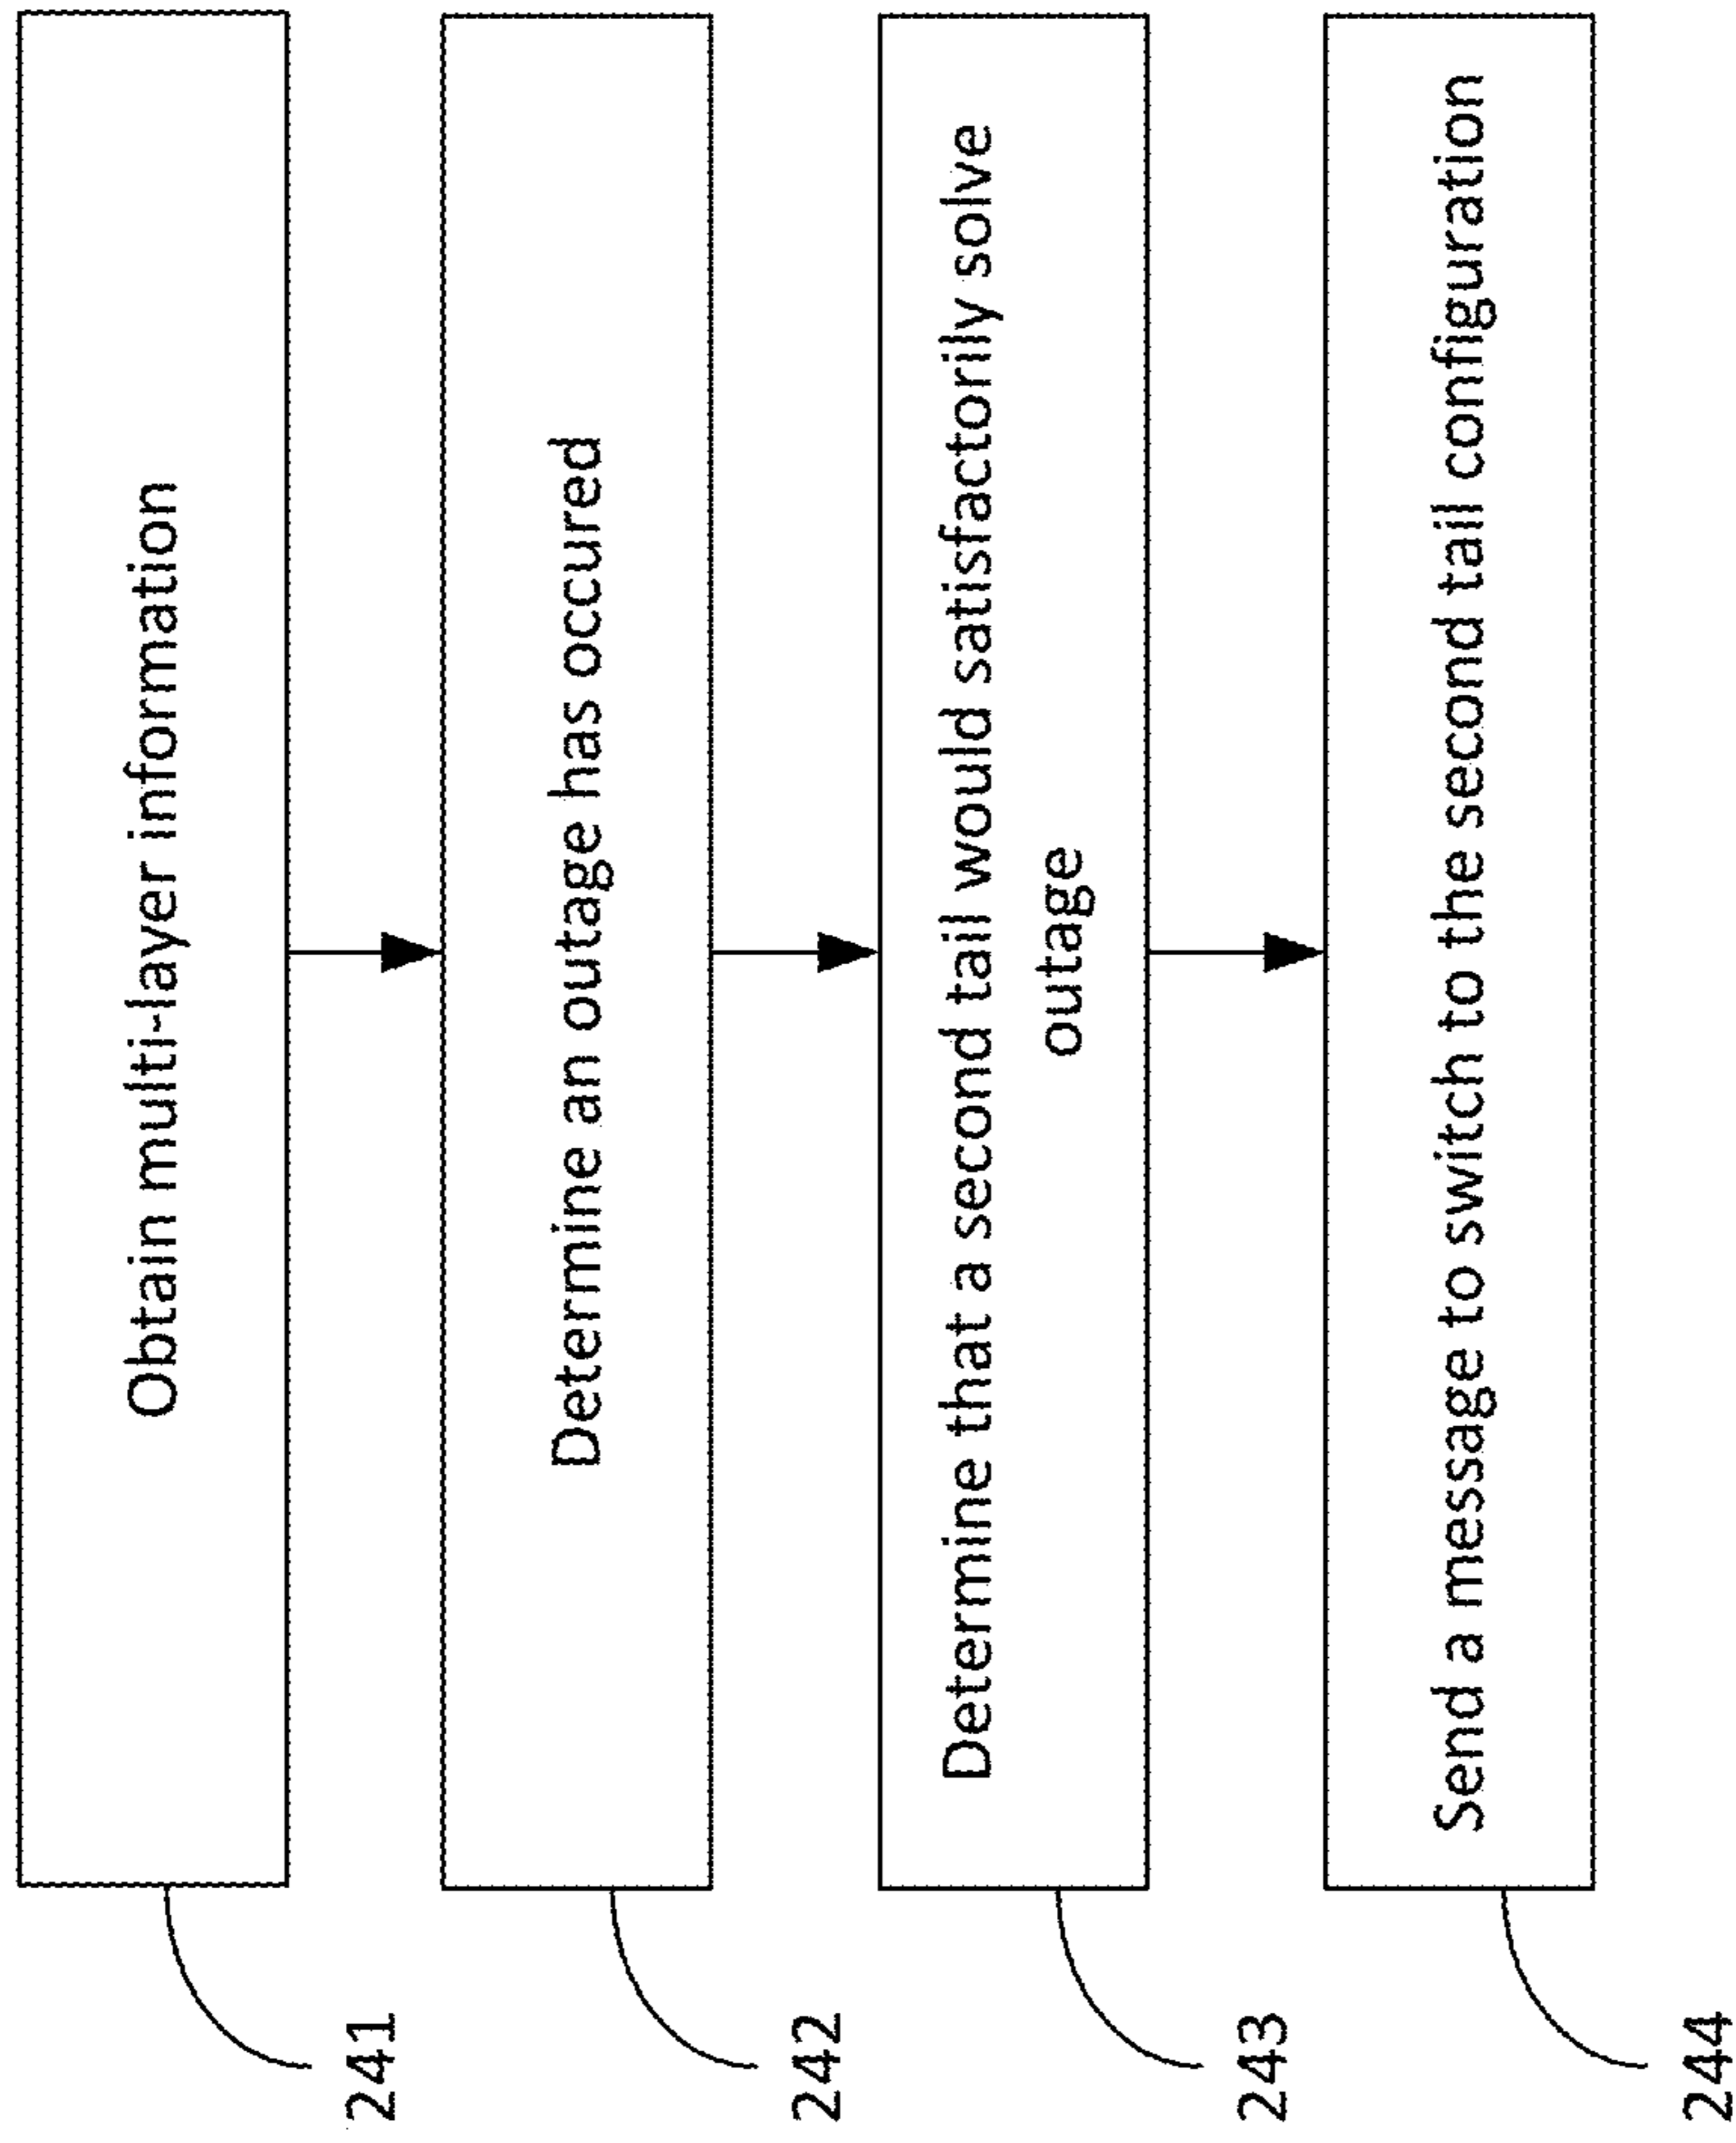 241
Obtain multi-layer information
242
Determine an outage has occured
243
Determine that a second tail would satisfactorily solve
outage
244
Send a message to switch to the second tail configuration